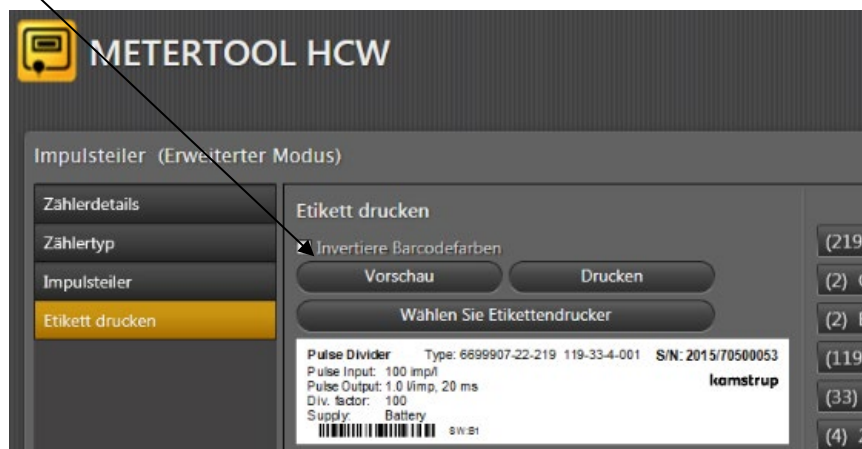 METERTOOL HCW
Impulsteiler (Erweiterter Modus)
Zählerdetails
Zählertyp
Impulsteiler
Etikett drucken
Etikett drucken
Invertiere Barcodefarben
Vorschau Drucken
Wählen Sie Etikettendrucker
Pulse Divider Type: 6699907-22-219 119-33-4-001 S/N: 2015/70500053
Pulse Input: 100 imp/l
kamstrup
Pulse Output: 1.0 l/imp, 20 ms
Div. factor: 100
Supply: Battery
SW:B1
(219
(2)
(2)
(119
(33)
(4)